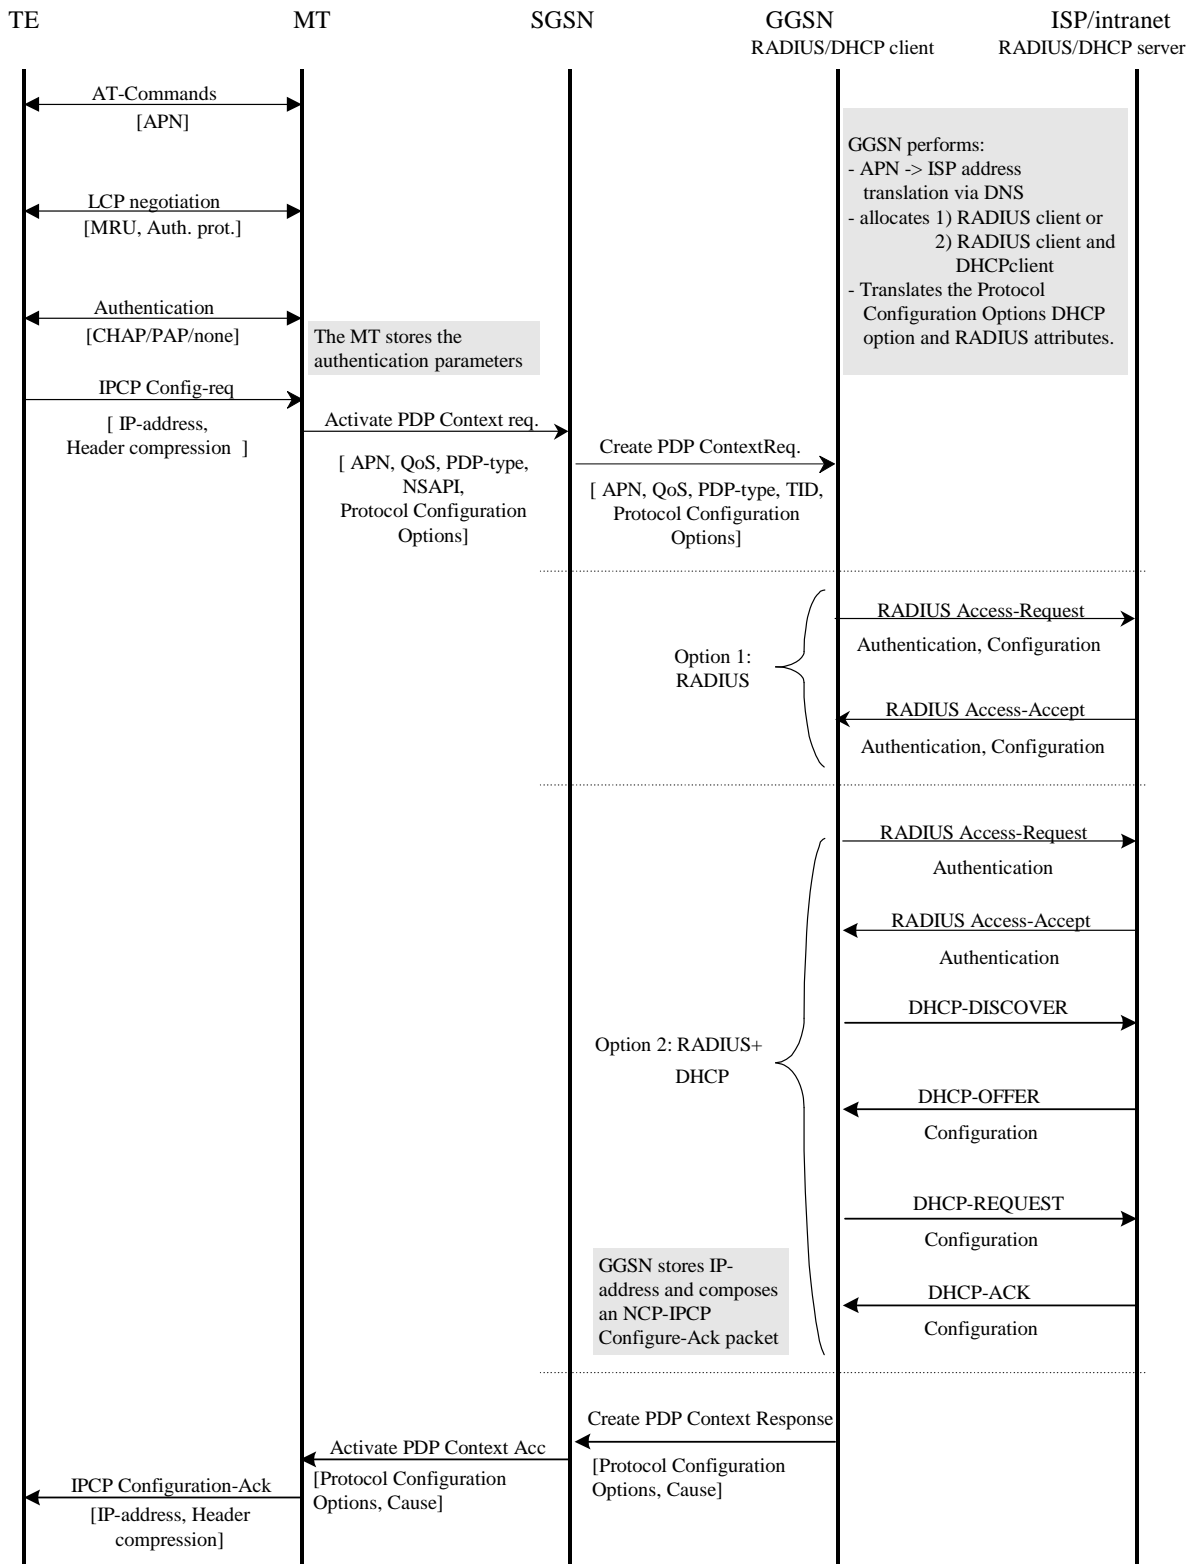 TE
MT
SGSN
GGSN
ISP/intranet
RADIUS/DHCP client
RADIUS/DHCP server
AT-Commands
[APN]
GGSN performs:
- APN -> ISP address
translation via DNS
- allocates 1) RADIUS client or
2) RADIUS client and
DHCPclient
- Translates the Protocol
Configuration Options DHCP
option and RADIUS attributes.
LCP negotiation
[MRU, Auth. prot.]
Authentication
[CHAP/PAP/none]
The MT stores the
authentication parameters
IPCP Config-req
[ IP-address,
Header compression ]
Activate PDP Context req.
[ APN, QoS, PDP-type,
NSAPI,
Protocol Configuration
Options]
Create PDP ContextReq.
[ APN, QoS, PDP-type, TID,
Protocol Configuration
Options]
RADIUS Access-Request
Authentication, Configuration
Option 1:
RADIUS
RADIUS Access-Accept
Authentication, Configuration
RADIUS Access-Request
Authentication
RADIUS Access-Accept
Authentication
DHCP-DISCOVER
Option 2: RADIUS+
DHCP
DHCP-OFFER
Configuration
DHCP-REQUEST
Configuration
GGSN stores IP-
address and composes
an NCP-IPCP
Configure-Ack packet
DHCP-ACK
Configuration
Create PDP Context Response
[Protocol Configuration
Options, Cause]
Activate PDP Context Acc
[Protocol Configuration
Options, Cause]
IPCP Configuration-Ack
[IP-address, Header
compression]